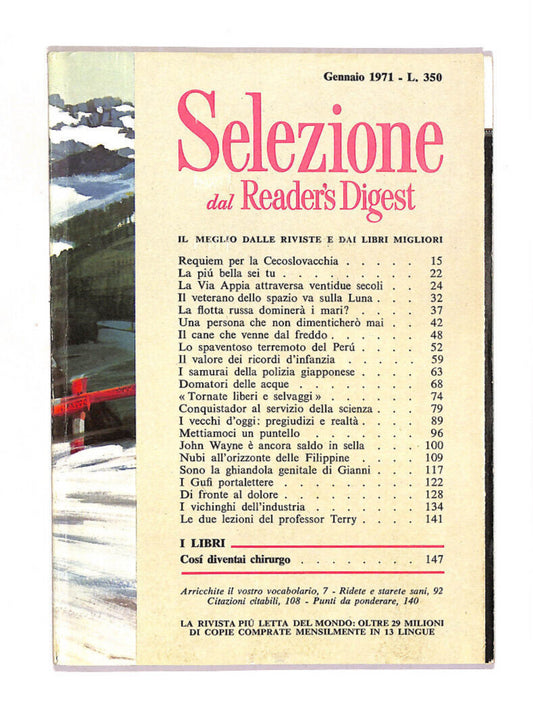 Gennaio 1971 - L. 350
Selezione
dal Reader's Digest
IL MEGLIO DALLE RIVISTE E DAI LIBRI MIGLIORI
Requiem per la Cecoslovacchia . . . . . 15
La piú bella sei tu . . . . . . . . . 22
La Via Appia attraversa ventidue secoli . . 24
Il veterano dello spazio va sulla Luna . . . 32
La flotta russa dominerà i mari? . . . . 37
Una persona che non dimenticherò mai . . 42
Il cane che venne dal freddo . . . . . . 48
Lo spaventoso terremoto del Perú . . . . 52
Il valore dei ricordi d'infanzia . . . . . 59
I samurai della polizia giapponese . . . . 63
Domatori delle acque . . . . . . . . 68
« Tornate liberi e selvaggi » . . . . . . 74
Conquistador al servizio della scienza . . . 79
I vecchi d'oggi: pregiudizi e realtà . . . . 89
Mettiamoci un puntello . . . . . . . 96
John Wayne è ancora saldo in sella . . . 100
Nubi all'orizzonte delle Filippine . . . . 109
Sono la ghiandola genitale di Gianni . . . 117
I Gufi portalettere . . . . . . . . . 122
Di fronte al dolore . . . . . . . . . 128
I vichinghi dell'industria . . . . . . . 134
Le due lezioni del professor Terry . . . . 141
I LIBRI
Cosí diventai chirurgo . . . . . . . . 147
Arricchite il vostro vocabolario, 7 - Ridete e starete sani, 92
Citazioni citabili, 108 - Punti da ponderare, 140
LA RIVISTA PIÚ LETTA DEL MONDO: OLTRE 29 MILIONI
DI COPIE COMPRATE MENSILMENTE IN 13 LINGUE